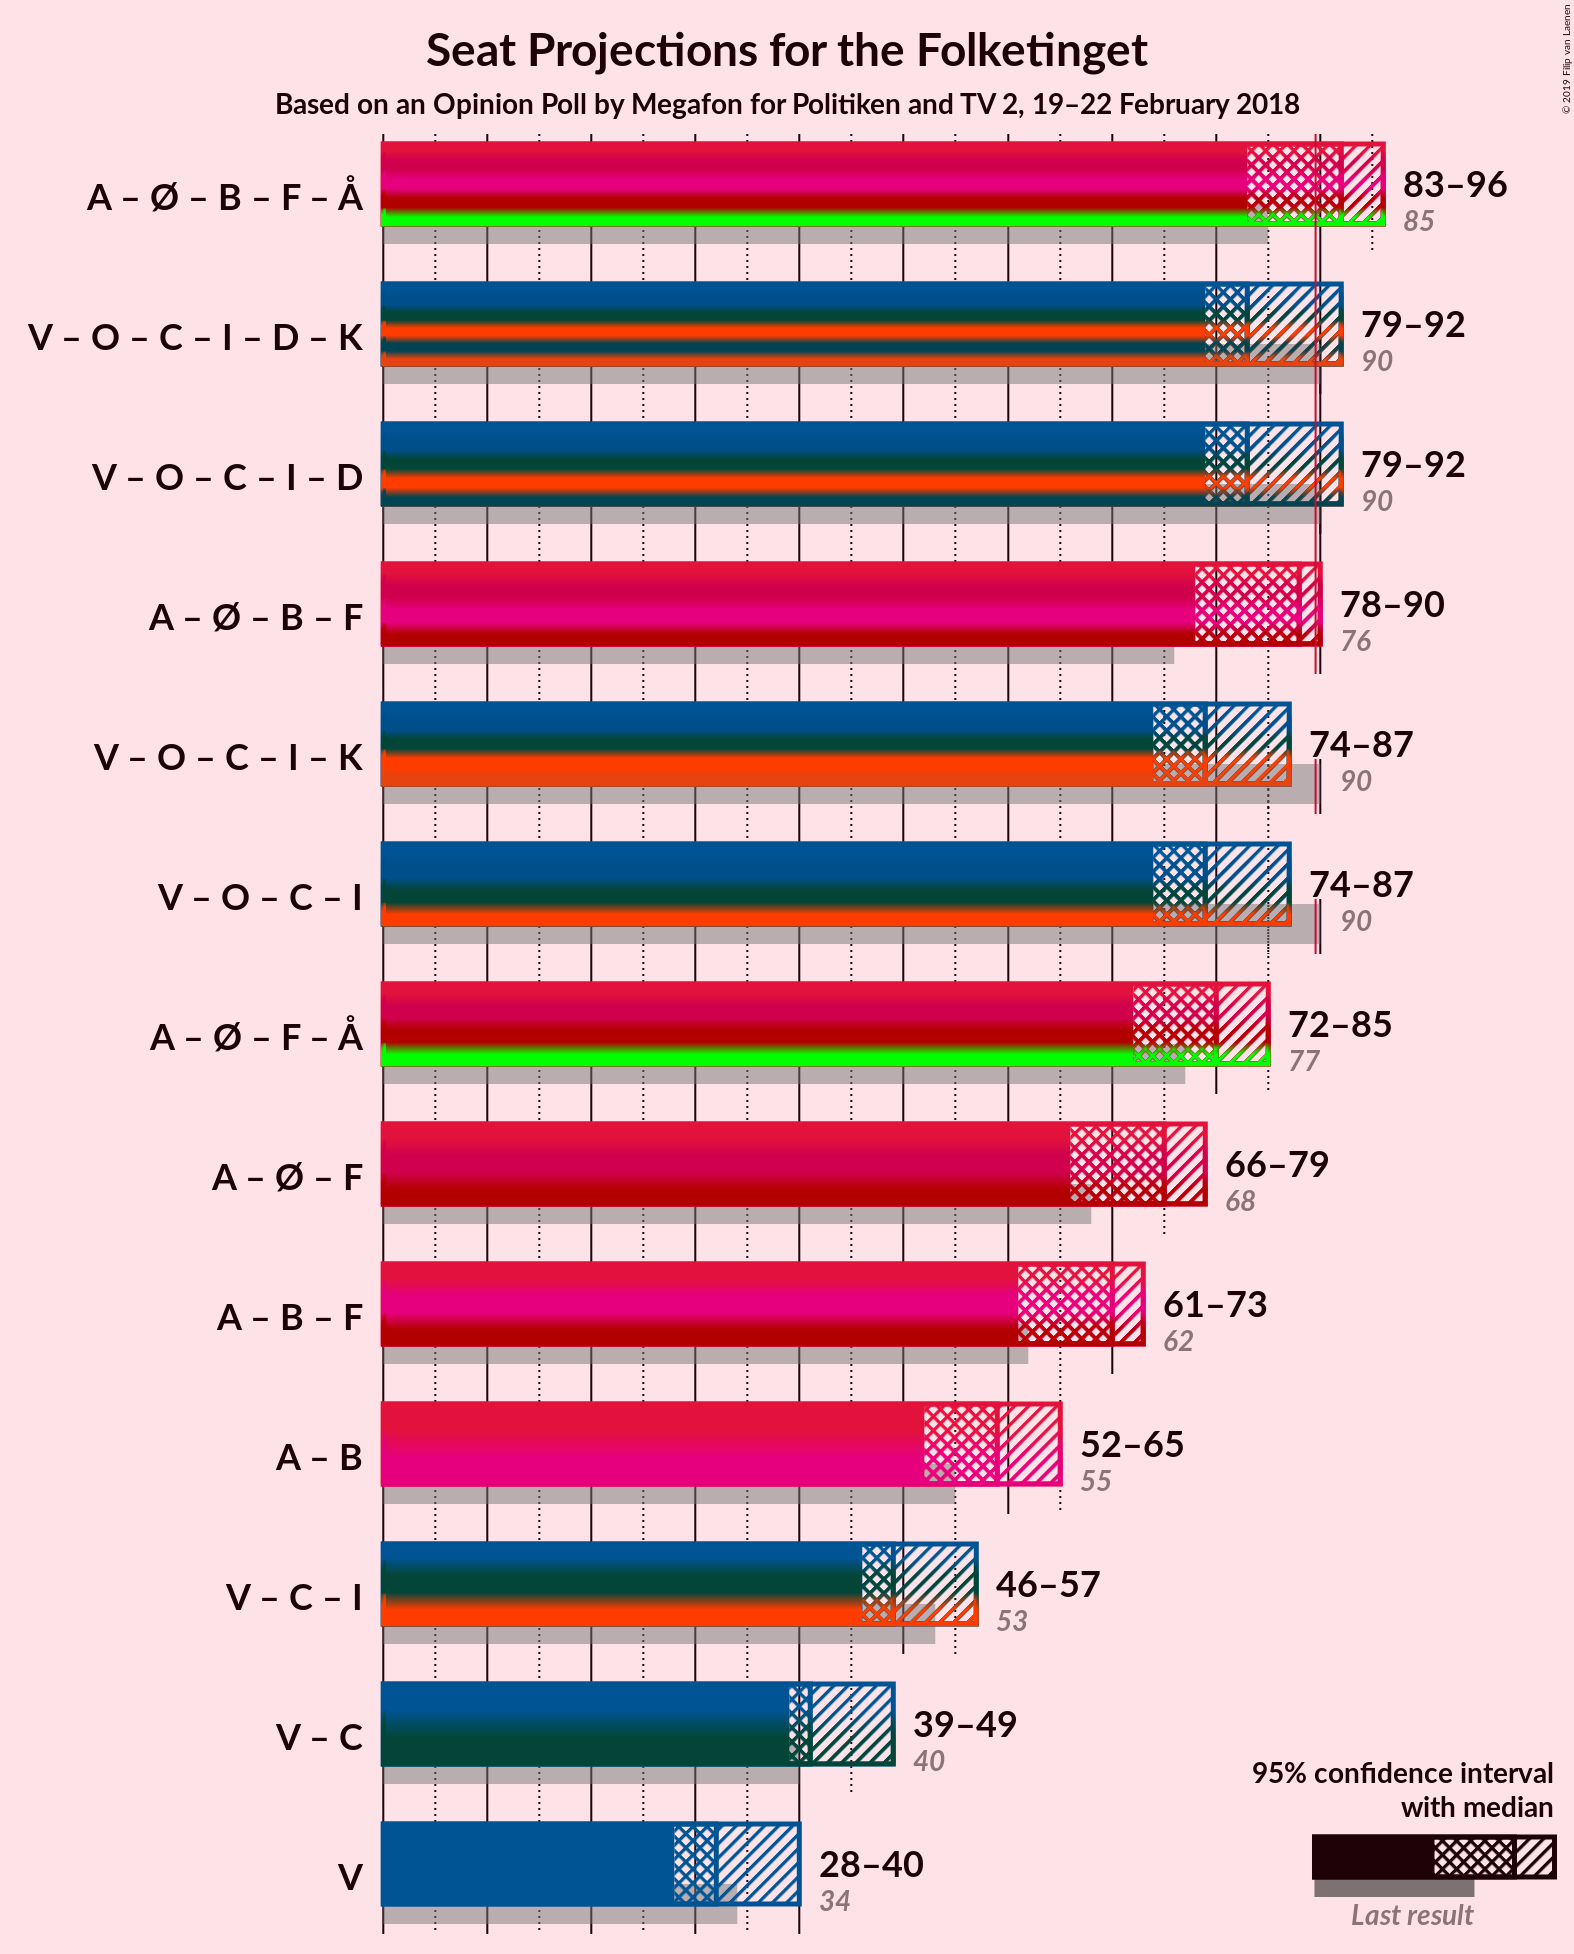 Seat Projections for the Folketinget
Based on an Opinion Poll by Megafon for Politiken and TV 2, 19–22 February 2018
© 2019 Filip van Laenen
A – Ø – B – F – Å
83–96
85
V – O – C – I – D – K
79–92
90
V – O – C – I – D
79–92
90
A – Ø – B – F
78–90
76
V – O – C – I – K
74–87
90
V – O – C – I
74–87
90
A – Ø – F – Å
72–85
77
A – Ø – F
66–79
68
A – B – F
61–73
62
A – B
52–65
55
V – C – I
46–57
53
V – C
39–49
40
V
28–40
34
95% confidence interval
with median
Last result